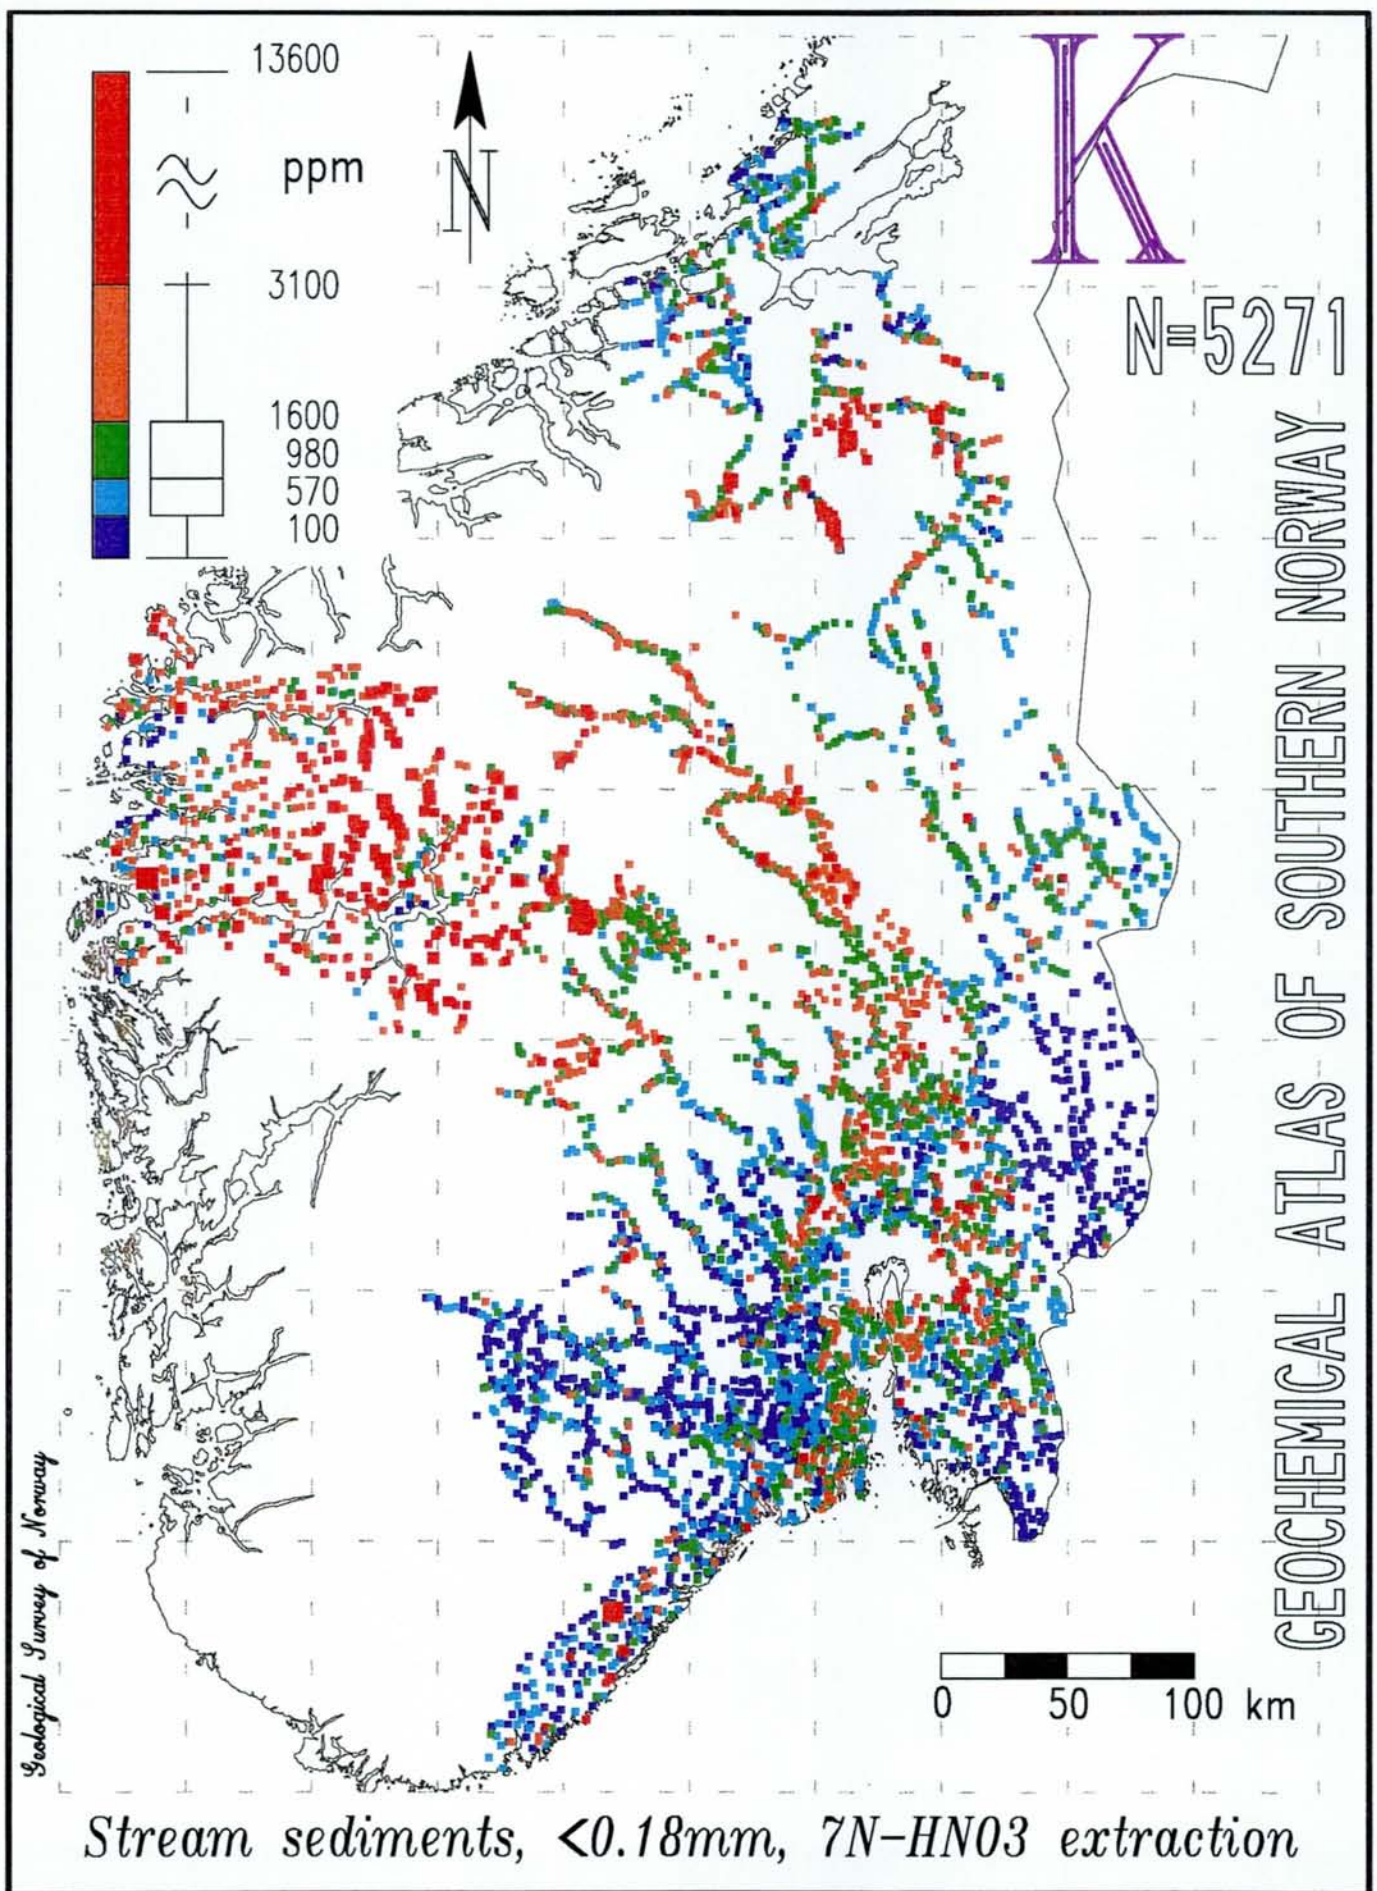 13600
ppm
3100
1600
980
570
100
N
K
N=5271
GEOCHEMICAL ATLAS OF SOUTHERN NORWAY
Geological Survey of Norway
0 50 100 km
Stream sediments, <0.18mm, 7N-HNO3 extraction